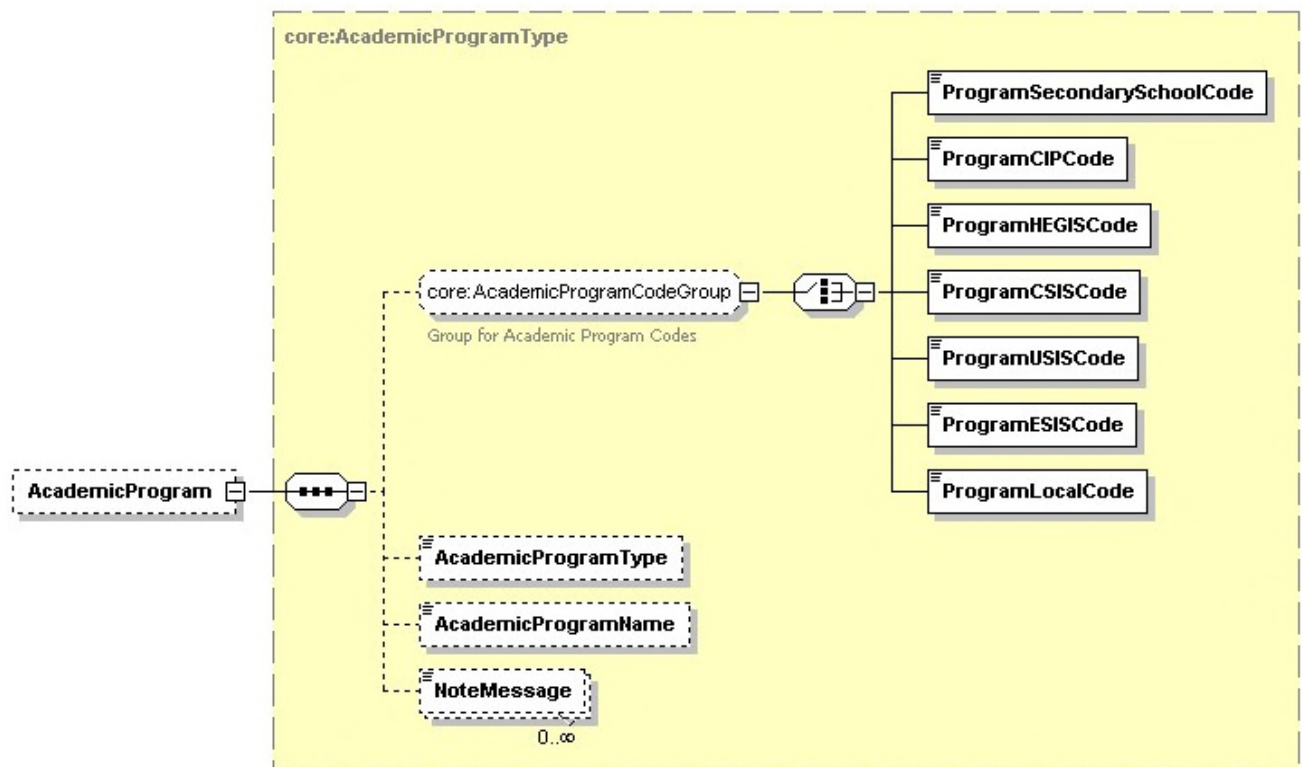 core:AcademicProgramType
ProgramSecondarySchoolCode
ProgramCIPCode
ProgramHEGISCode
core:AcademicProgramCodeGroup
ProgramCSISCode
Group for Academic Program Codes
ProgramUSISCode
ProgramESISCode
AcademicProgram
ProgramLocalCode
AcademicProgramType
AcademicProgramName
NoteMessage
0..∞